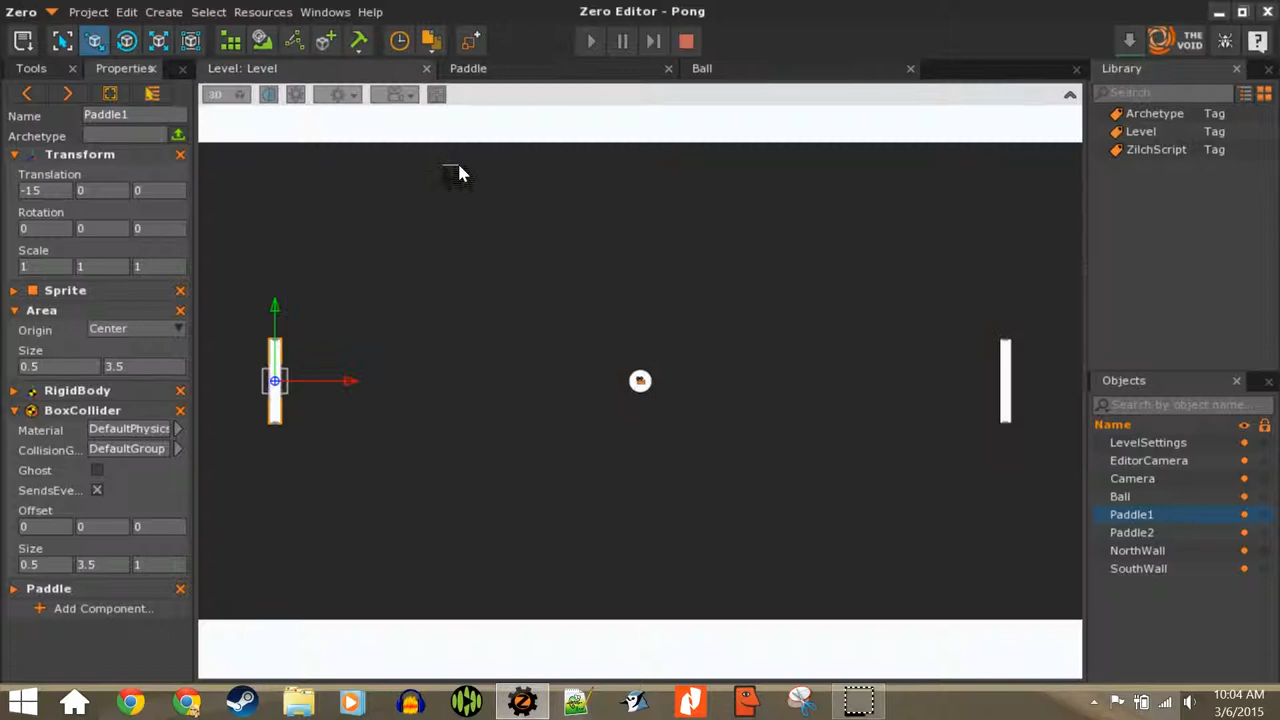 Zero Project Edit Create Select Resources Windows Help
Zero Editor - Pong
THE VOID
Tools Properties Level: Level Paddle Ball Library
3D
Search
Name Paddle1
Archetype
Archetype Tag
Level Tag
ZilchScript Tag
Transform
Translation
-15 0 0
Rotation
0 0 0
Scale
1 1 1
Sprite
Area
Origin Center
Size
0.5 3.5
RigidBody
BoxCollider
Material DefaultPhysics
CollisionG... DefaultGroup
Ghost
SendsEve...
Offset
0 0 0
Size
0.5 3.5 1
Paddle
Add Component...
Objects
Search by object name...
Name
LevelSettings
EditorCamera
Camera
Ball
Paddle1
Paddle2
NorthWall
SouthWall
10:04 AM
3/6/2015